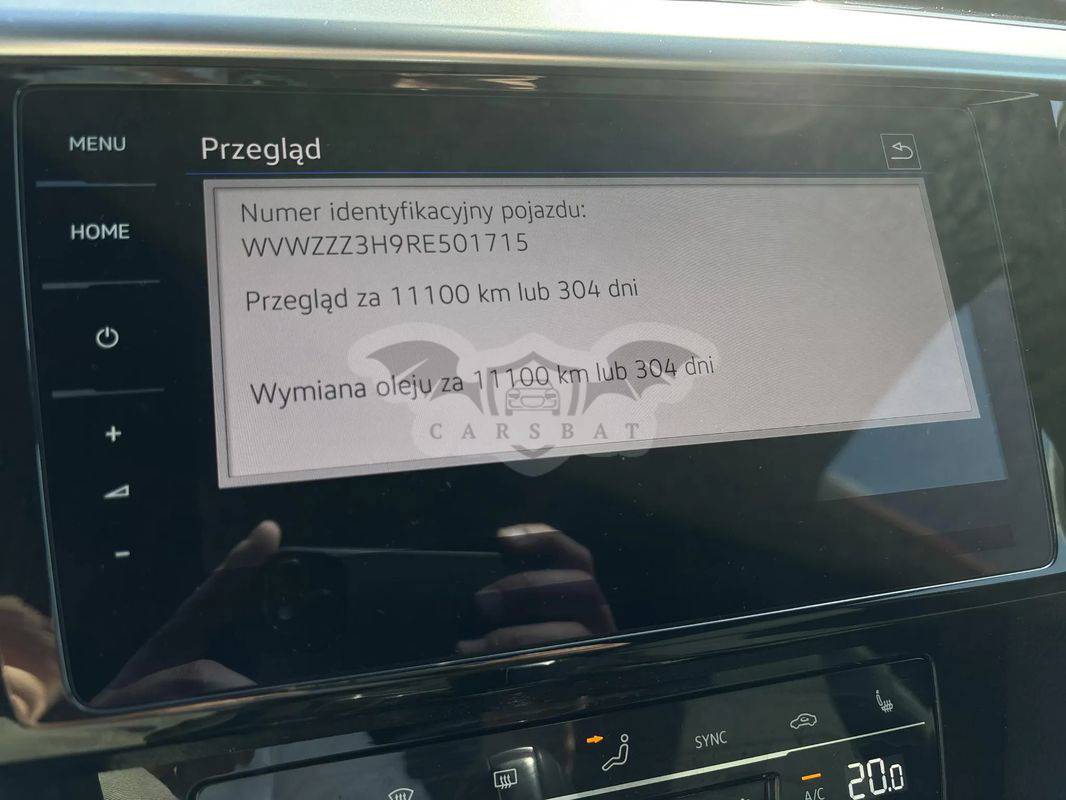 MENU
Przegląd
Numer identyfikacyjny pojazdu:
WVWZZZ3H9RE501715
HOME
Przegląd za 11100 km lub 304 dni
Wymiana oleju za 11100 km lub 304 dni
CARSBAT
+
-
SYNC
A/C
20.0